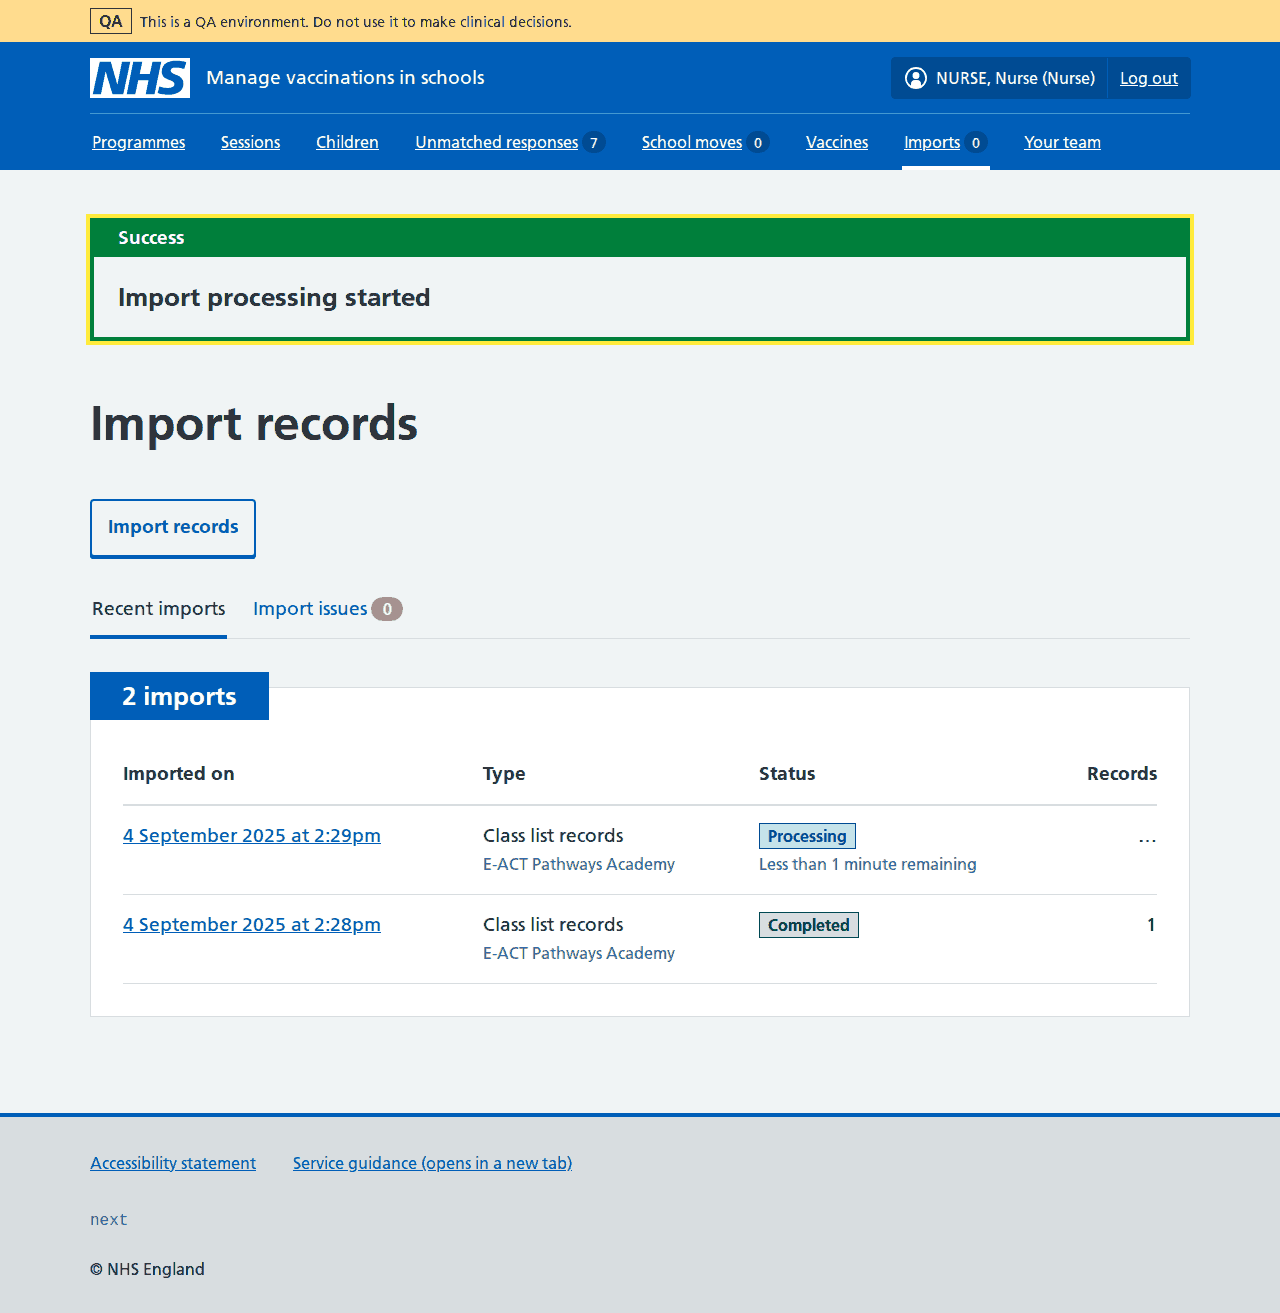 QA This is a QA environment. Do not use it to make clinical decisions.
NHS Manage vaccinations in schools NURSE, Nurse (Nurse) Log out
Programmes Sessions Children Unmatched responses 7 School moves 0 Vaccines Imports 0 Your team
Success
Import processing started
Import records
Import records
Recent imports Import issues 0
2 imports
Imported on Type Status Records
4 September 2025 at 2:29pm Class list records Processing …
E-ACT Pathways Academy Less than 1 minute remaining
4 September 2025 at 2:28pm Class list records Completed 1
E-ACT Pathways Academy
Accessibility statement Service guidance (opens in a new tab)
next
© NHS England